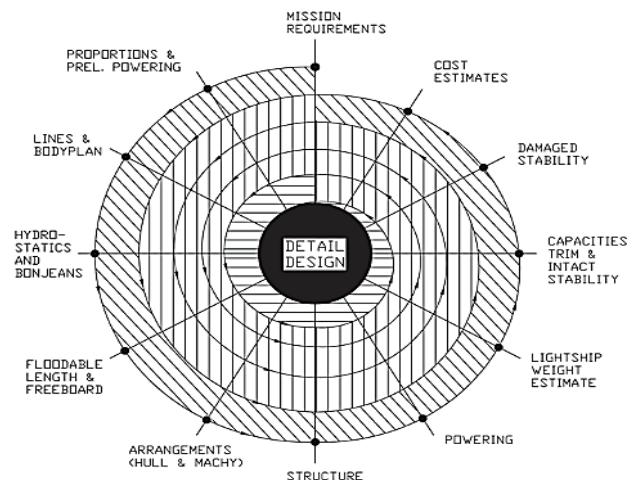 MISSION
REQUIREMENTS
COST
ESTIMATES
DAMAGED
STABILITY
CAPACITIES
TRIM &
INTACT
STABILITY
LIGHTSHIP
WEIGHT
ESTIMATE
POWERING
STRUCTURE
ARRANGEMENTS
(HULL & MACHY)
FLOODABLE
LENGTH &
FREEBOARD
HYDRO-
STATICS
AND
BONJEANS
LINES &
BODYPLAN
PROPORTIONS &
PREL. POWERING
DETAIL
DESIGN